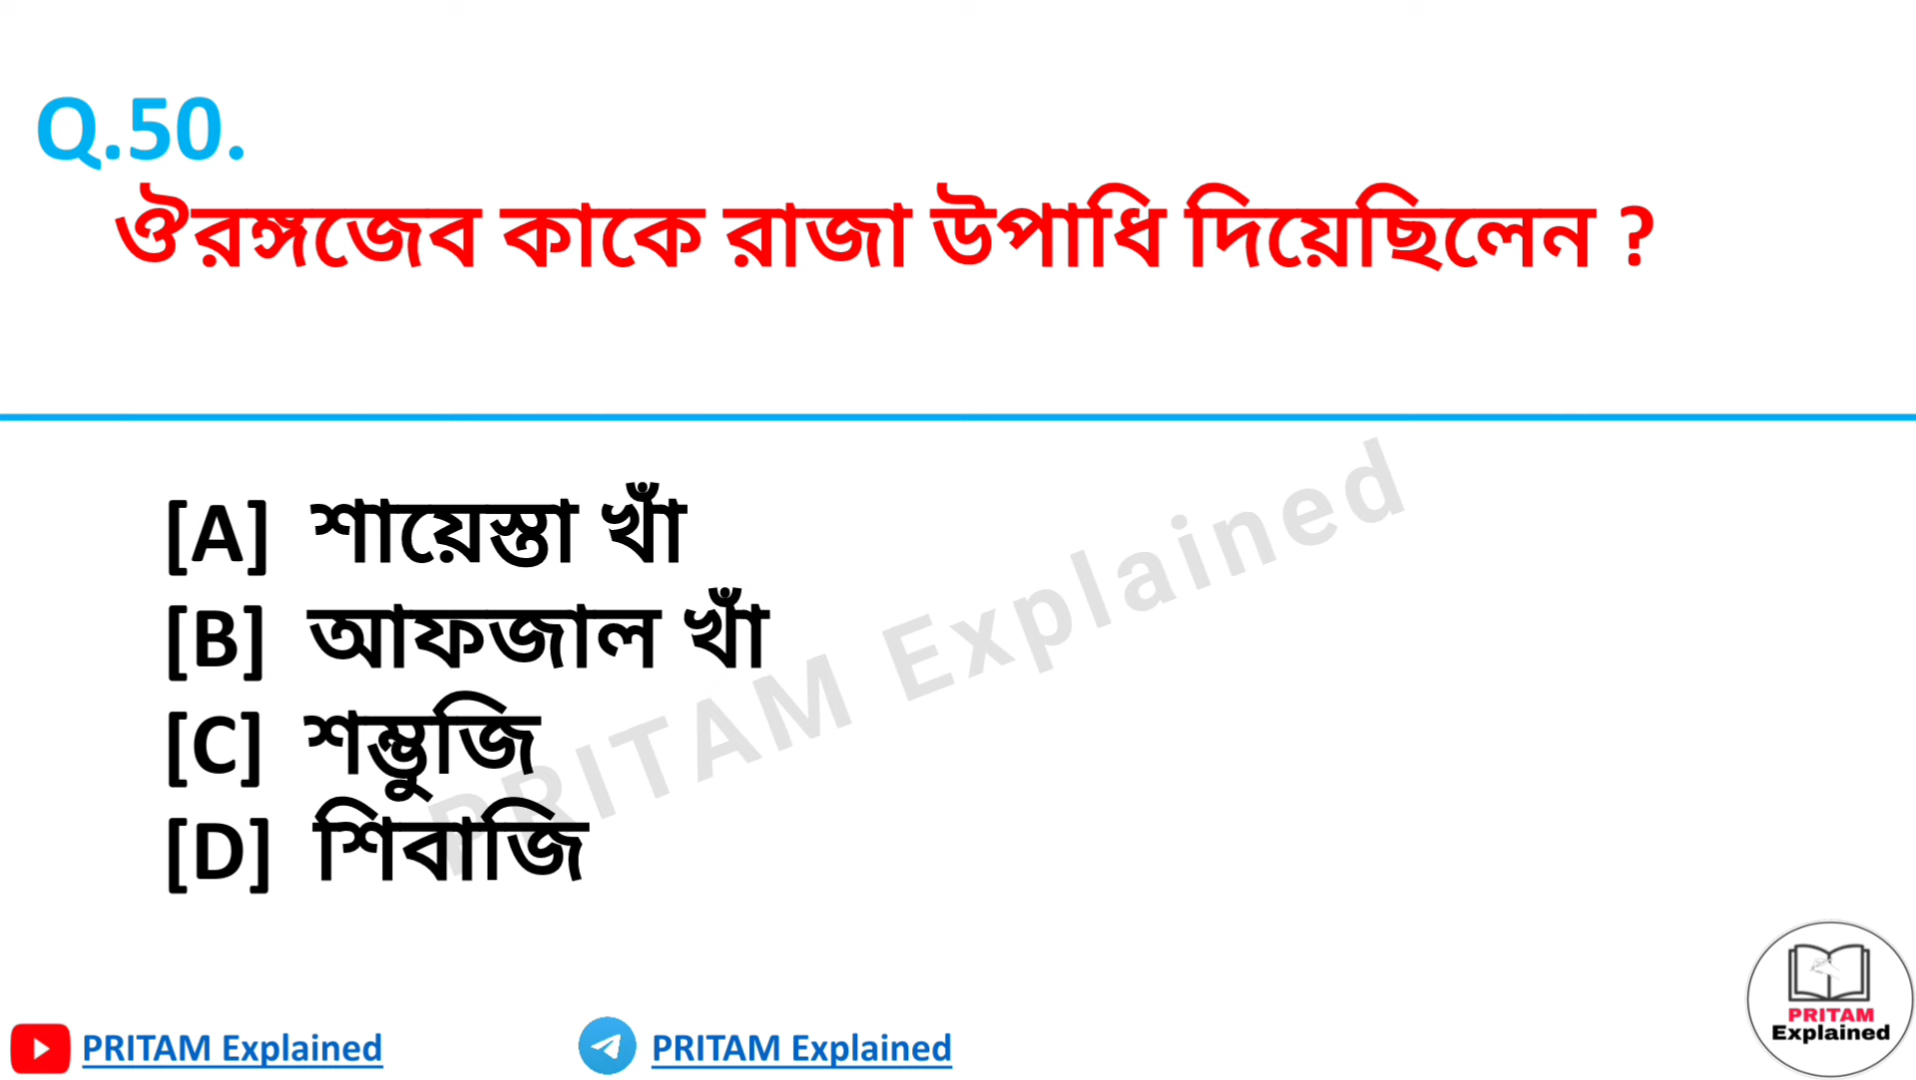 Q.50.
ঔরঙ্গজেব কাকে রাজা উপাধি দিয়েছিলেন ?
[A] শায়েস্তা খাঁ
[B] আফজাল খাঁ
[C] শম্ভুজি
[D] শিবাজি
PRITAM Explained
PRITAM Explained
PRITAM Explained
PRITAM
Explained